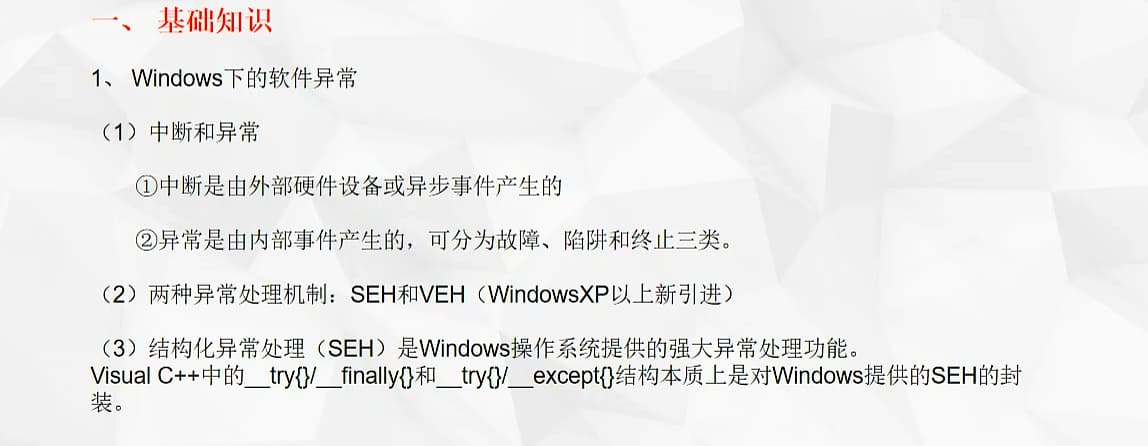 一、 基础知识
1、 Windows下的软件异常
（1）中断和异常
①中断是由外部硬件设备或异步事件产生的
②异常是由内部事件产生的，可分为故障、陷阱和终止三类。
（2）两种异常处理机制：SEH和VEH（WindowsXP以上新引进）
（3）结构化异常处理（SEH）是Windows操作系统提供的强大异常处理功能。
Visual C++中的__try{}/__finally{}和__try{}/__except{}结构本质上是对Windows提供的SEH的封
装。